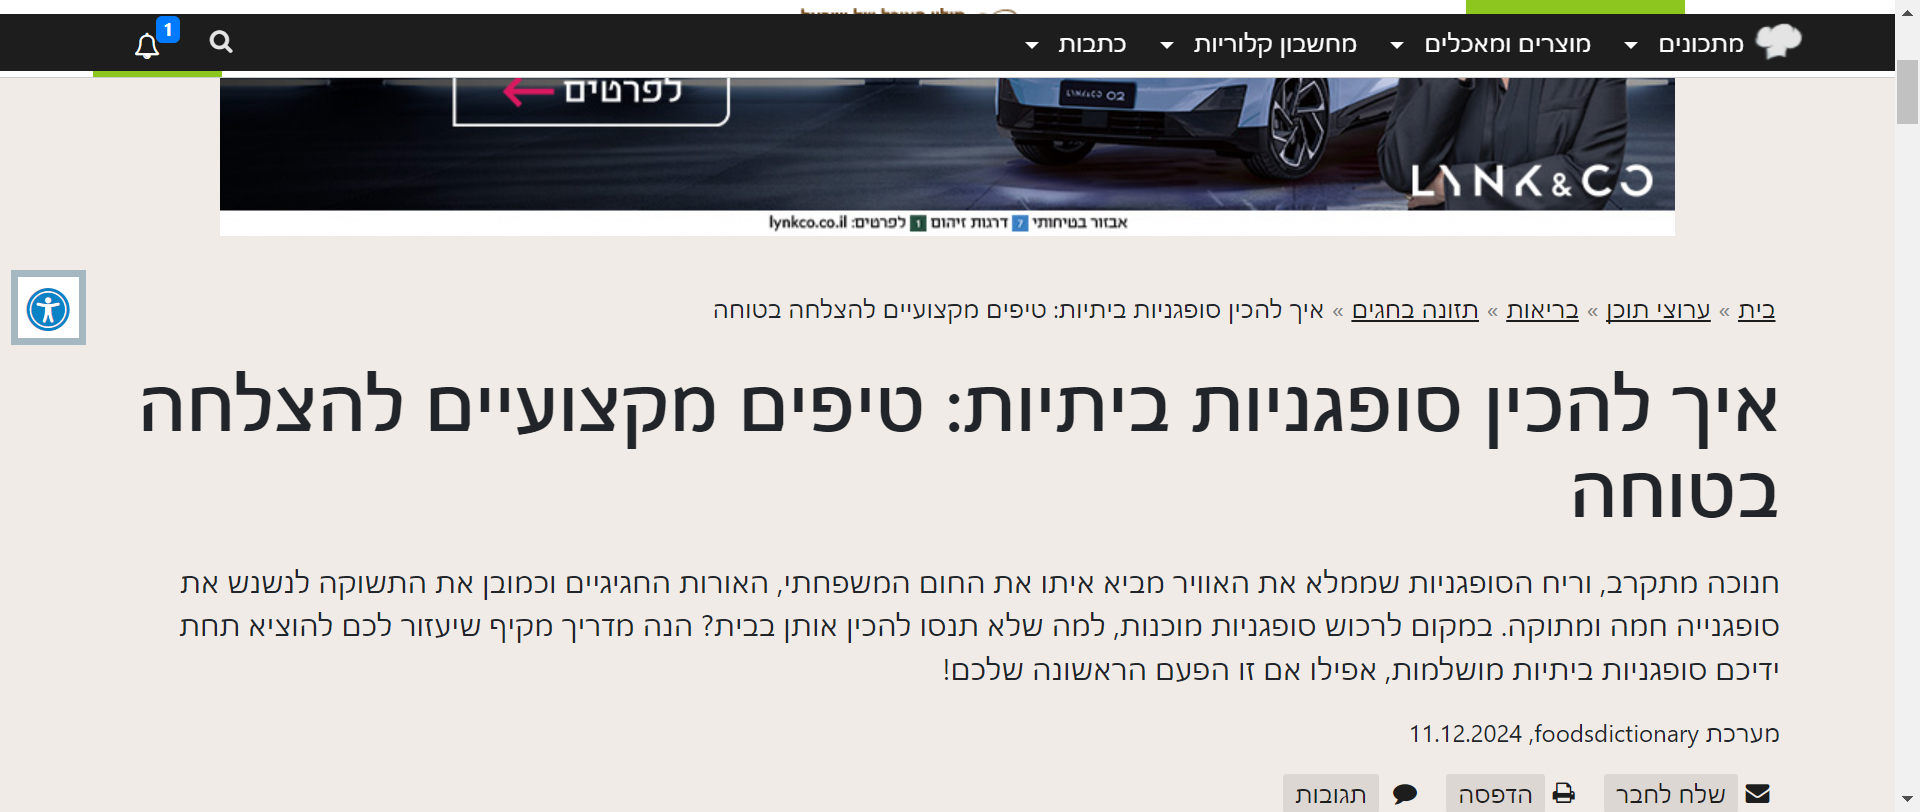 מתכונים מוצרים ומאכלים מחשבון קלוריות כתבות 1
לפרטים
LYNK&CO 02
LYNK & CO
אבזור בטיחותי 7 דרגות זיהום 1 לפרטים: lynkco.co.il
בית » ערוצי תוכן » בריאות » תזונה בחגים » איך להכין סופגניות ביתיות: טיפים מקצועיים להצלחה בטוחה
איך להכין סופגניות ביתיות: טיפים מקצועיים להצלחה
בטוחה
חנוכה מתקרב, וריח הסופגניות שממלא את האוויר מביא איתו את החום המשפחתי, האורות החגיגיים וכמובן את התשוקה לנשנש את
סופגנייה חמה ומתוקה. במקום לרכוש סופגניות מוכנות, למה שלא תנסו להכין אותן בבית? הנה מדריך מקיף שיעזור לכם להוציא תחת
ידיכם סופגניות ביתיות מושלמות, אפילו אם זו הפעם הראשונה שלכם!
מערכת foodsdictionary, 11.12.2024
שלח לחבר הדפסה תגובות